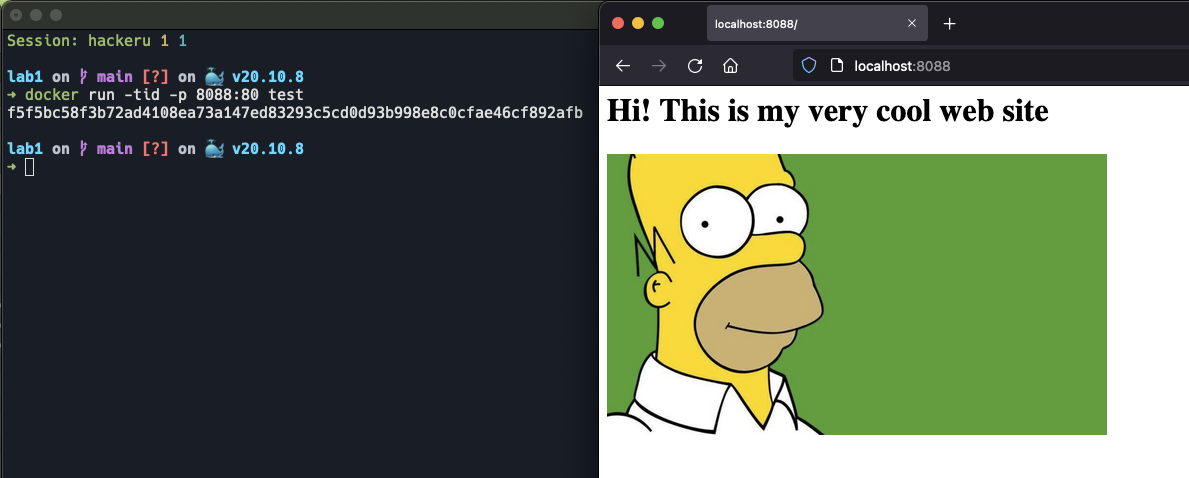 Session: hackeru 1 1
lab1 on main [?] on v20.10.8
➜ docker run -tid -p 8088:80 test
f5f5bc58f3b72ad4108ea73a147ed83293c5cd0d93b998e8c0cfae46cf892afb
lab1 on main [?] on v20.10.8
➜
localhost:8088/
localhost:8088
Hi! This is my very cool web site